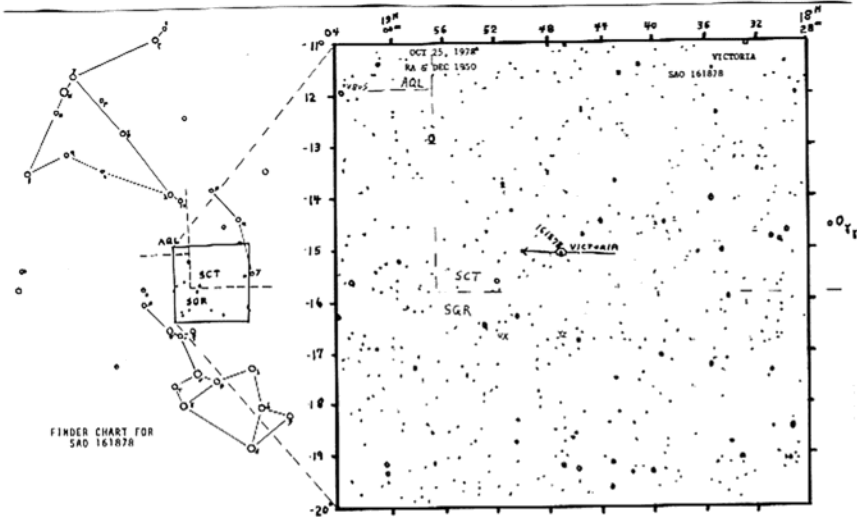 04 19H 00m 56 52 48 44 40 36 32 18H 28m
-11°
OCT 25, 1978
RA & DEC 1950
VICTORIA
SAO 161878
AQL
-12
-13
-14
161878
VICTORIA
-15
SCT
AQL
SCT
SGR
-16
SGR
-17
-18
FINDER CHART FOR
SAO 161878
-19
-20